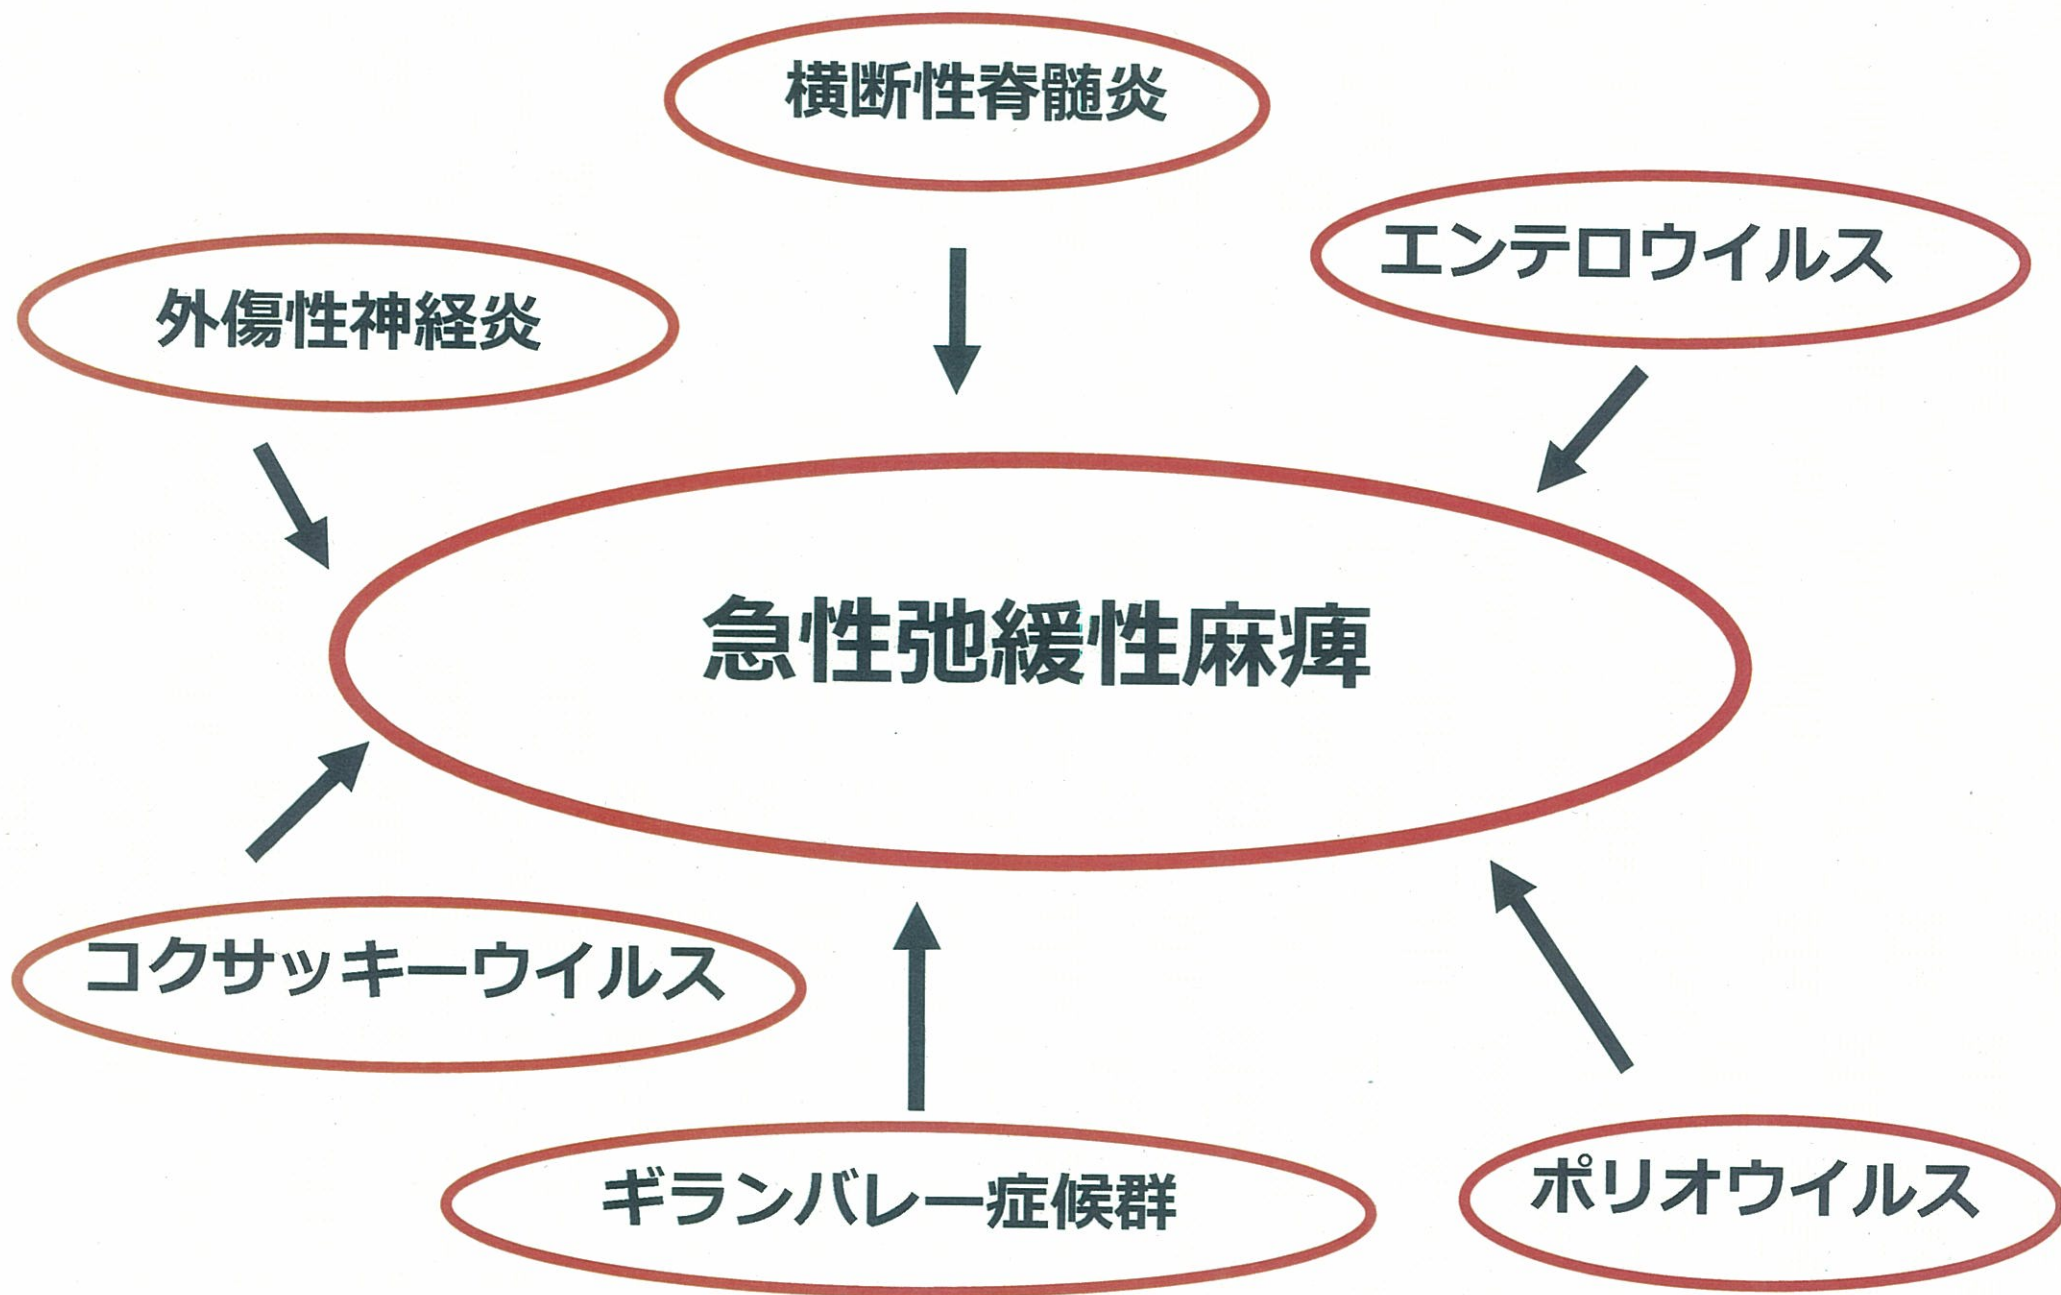 横断性脊髄炎
エンテロウイルス
外傷性神経炎
急性弛緩性麻痺
コクサッキーウイルス
ギランバレー症候群
ポリオウイルス